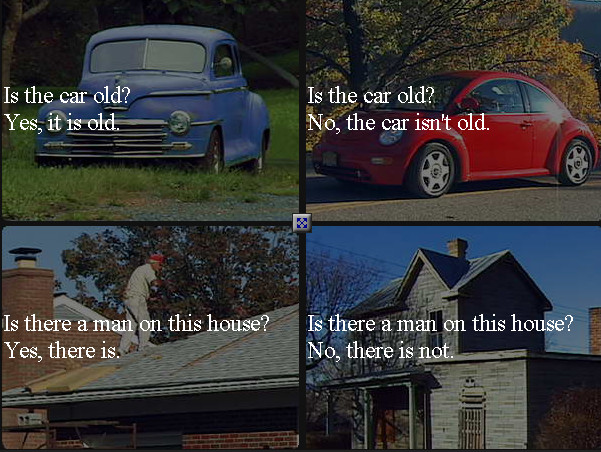 Is the car old?
Yes, it is old.
Is the car old?
No, the car isn't old.
Is there a man on this house?
Yes, there is.
Is there a man on this house?
No, there is not.